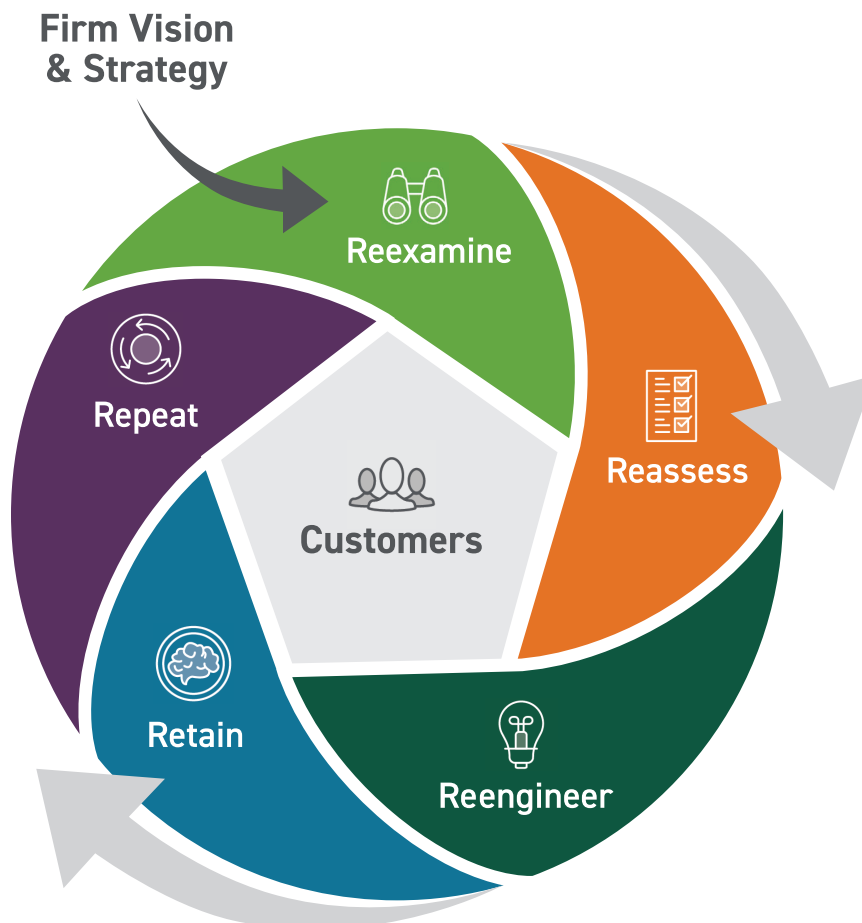 Firm Vision
& Strategy
Reexamine
Reassess
Reengineer
Retain
Repeat
Customers